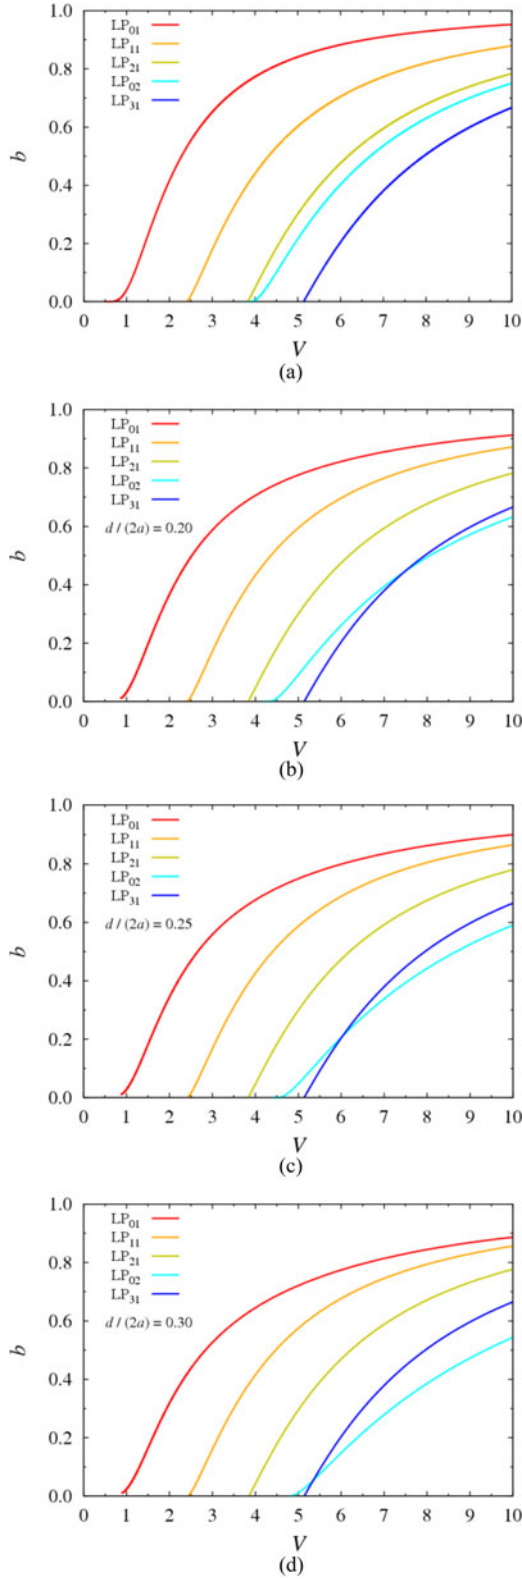 1.0
LP01
LP11
0.8
LP21
LP02
0.6
LP31
b
0.4
0.2
0.0
0 1 2 3 4 5 6 7 8 9 10
V
(a)
1.0
LP01
LP11
0.8
LP21
LP02
LP31
0.6
d / (2a) = 0.20
b
0.4
0.2
0.0
0 1 2 3 4 5 6 7 8 9 10
V
(b)
1.0
LP01
LP11
0.8
LP21
LP02
LP31
0.6
d / (2a) = 0.25
b
0.4
0.2
0.0
0 1 2 3 4 5 6 7 8 9 10
V
(c)
1.0
LP01
LP11
0.8
LP21
LP02
LP31
0.6
d / (2a) = 0.30
b
0.4
0.2
0.0
0 1 2 3 4 5 6 7 8 9 10
V
(d)